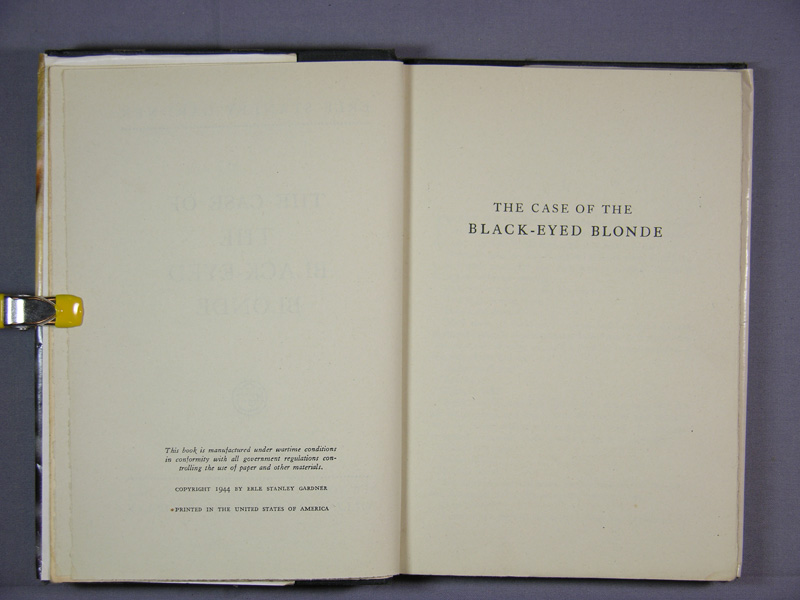 This book is manufactured under wartime conditions
in conformity with all government regulations con-
trolling the use of paper and other materials.
COPYRIGHT 1944 BY ERLE STANLEY GARDNER
PRINTED IN THE UNITED STATES OF AMERICA
THE CASE OF THE
BLACK-EYED BLONDE